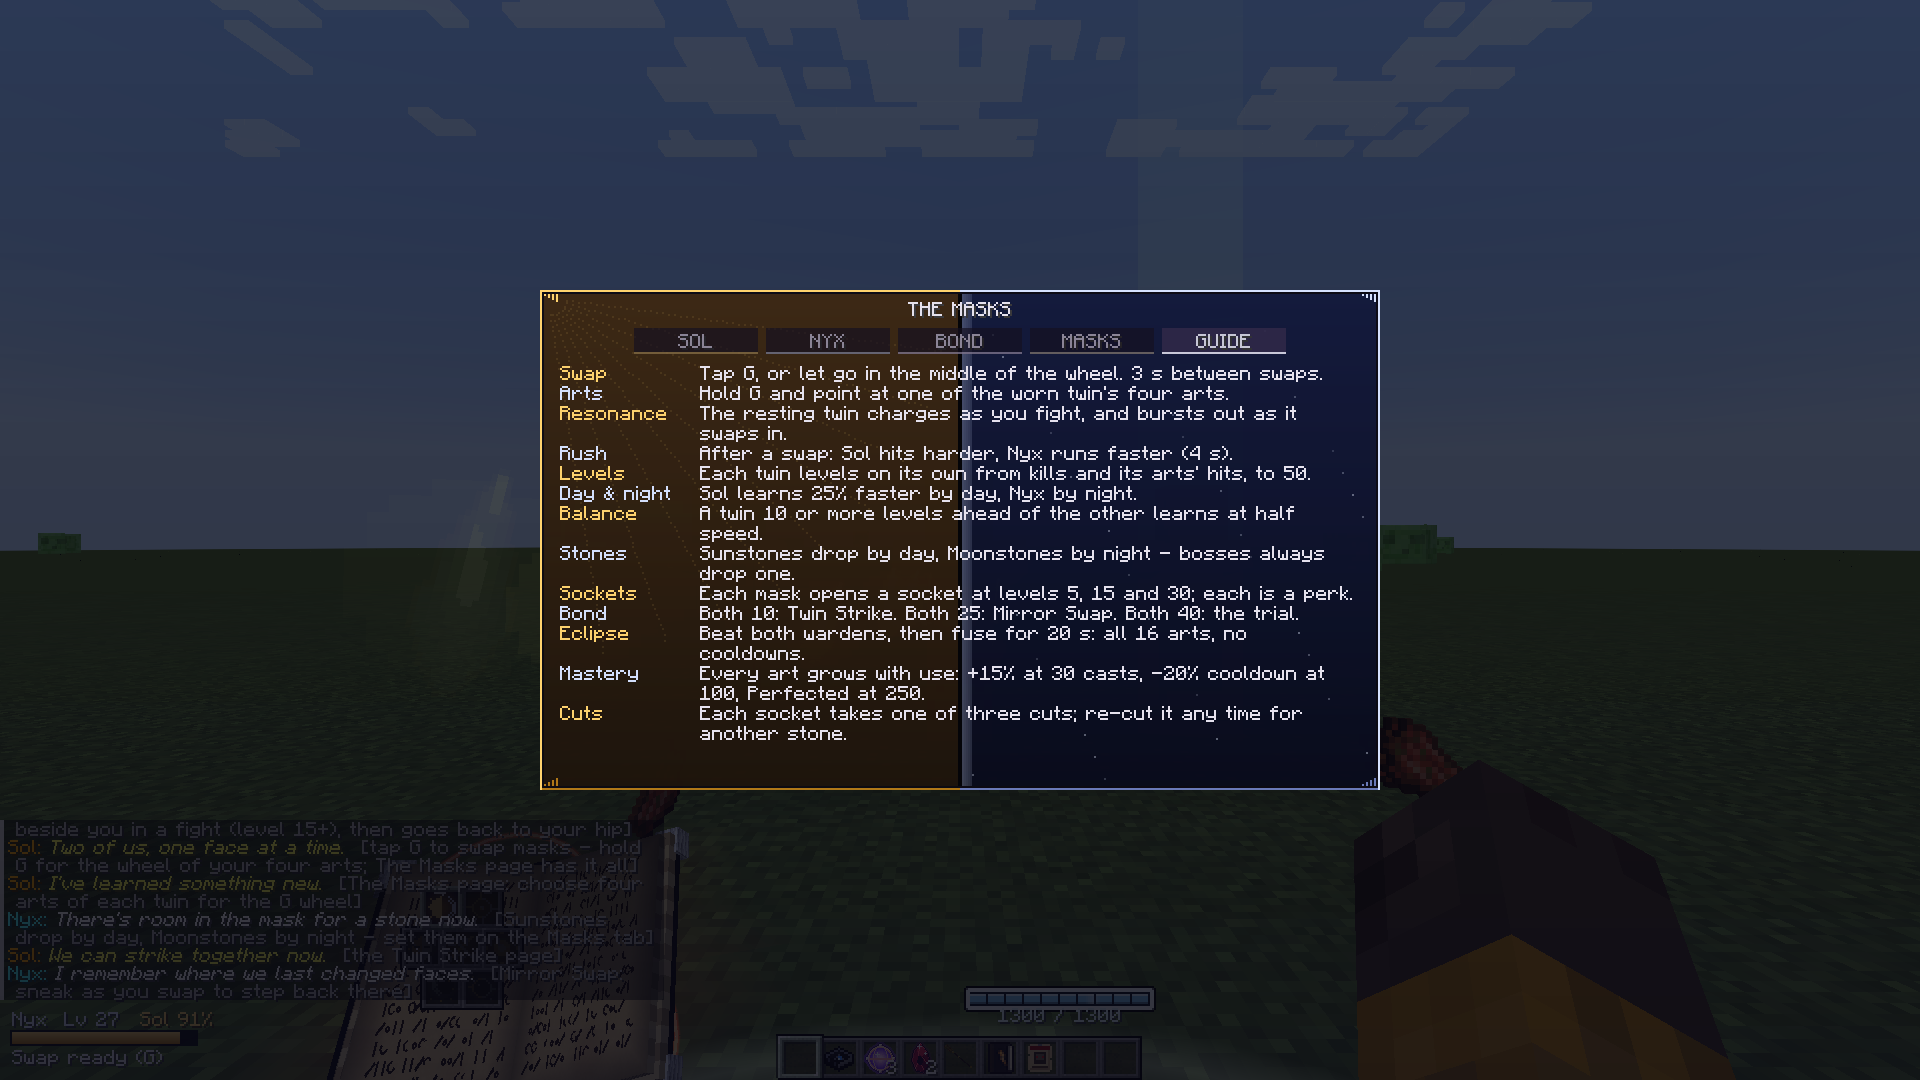 THE MASKS
SOL NYX BOND MASKS GUIDE
Swap Tap G, or let go in the middle of the wheel. 3 s between swaps.
Arts Hold G and point at one of the worn twin's four arts.
Resonance The resting twin charges as you fight, and bursts out as it
swaps in.
Rush After a swap: Sol hits harder, Nyx runs faster (4 s).
Levels Each twin levels on its own from kills and its arts' hits, to 50.
Day & night Sol learns 25% faster by day, Nyx by night.
Balance A twin 10 or more levels ahead of the other learns at half
speed.
Stones Sunstones drop by day, Moonstones by night - bosses always
drop one.
Sockets Each mask opens a socket at levels 5, 15 and 30; each is a perk.
Bond Both 10: Twin Strike. Both 25: Mirror Swap. Both 40: the trial.
Eclipse Beat both wardens, then fuse for 20 s: all 16 arts, no
cooldowns.
Mastery Every art grows with use: +15% at 30 casts, -20% cooldown at
100, Perfected at 250.
Cuts Each socket takes one of three cuts; re-cut it any time for
another stone.
beside you in a fight (level 15+), then goes back to your hip]
Sol: Two of us, one face at a time. [tap G to swap masks - hold
G for the wheel of your four arts; The Masks page has it all]
Sol: I've learned something new. [The Masks page: choose four
arts of each twin for the G wheel]
Nyx: There's room in the mask for a stone now. [Sunstones
drop by day, Moonstones by night - set them on the Masks tab]
Sol: We can strike together now. [the Twin Strike page]
Nyx: I remember where we last changed faces. [Mirror Swap:
sneak as you swap to step back there]
Nyx Lv 27 Sol 91%
Swap ready (G)
1300 / 1300
3 2